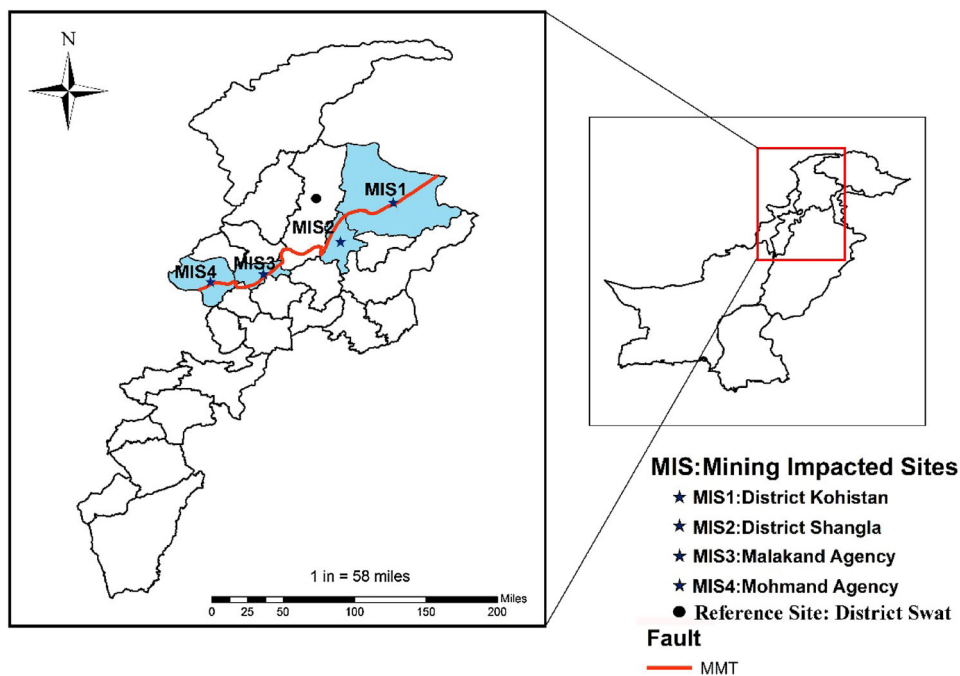 N
MIS1
MIS2
MIS3
MIS4
1 in = 58 miles
Miles
0 25 50 100 150 200
MIS:Mining Impacted Sites
MIS1:District Kohistan
MIS2:District Shangla
MIS3:Malakand Agency
MIS4:Mohmand Agency
Reference Site: District Swat
Fault
MMT